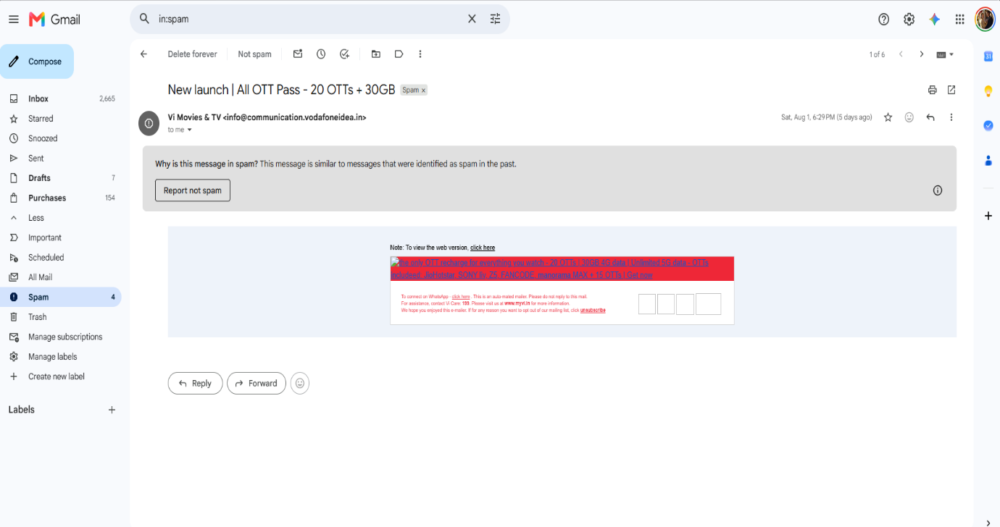 Gmail
in:spam
Compose
Inbox 2,665
Starred
Snoozed
Sent
Drafts 7
Purchases 154
Less
Important
Scheduled
All Mail
Spam 4
Trash
Manage subscriptions
Manage labels
Create new label
Labels
Delete forever Not spam 1 of 6
New launch | All OTT Pass - 20 OTTs + 30GB Spam x
Vi Movies & TV <info@communication.vodafoneidea.in> Sat, Aug 1, 6:29 PM (5 days ago)
to me
Why is this message in spam? This message is similar to messages that were identified as spam in the past.
Report not spam
Note: To view the web version, click here
the only OTT recharge for everything you watch - 20 OTTs | 30GB 4G data | Unlimited 5G data - OTTs
JioHotstar, SONY liv, Z5, FANCODE, manorama MAX + 15 OTTs | Get now
To connect on WhatsApp - click here . This is an auto-mated mailer. Please do not reply to this mail.
For assistance, contact Vi Care: 199. Please visit us at www.myvi.in for more information.
We hope you enjoyed this e-mailer. If for any reason you want to opt out of our mailing list, click unsubscribe
Reply Forward
31